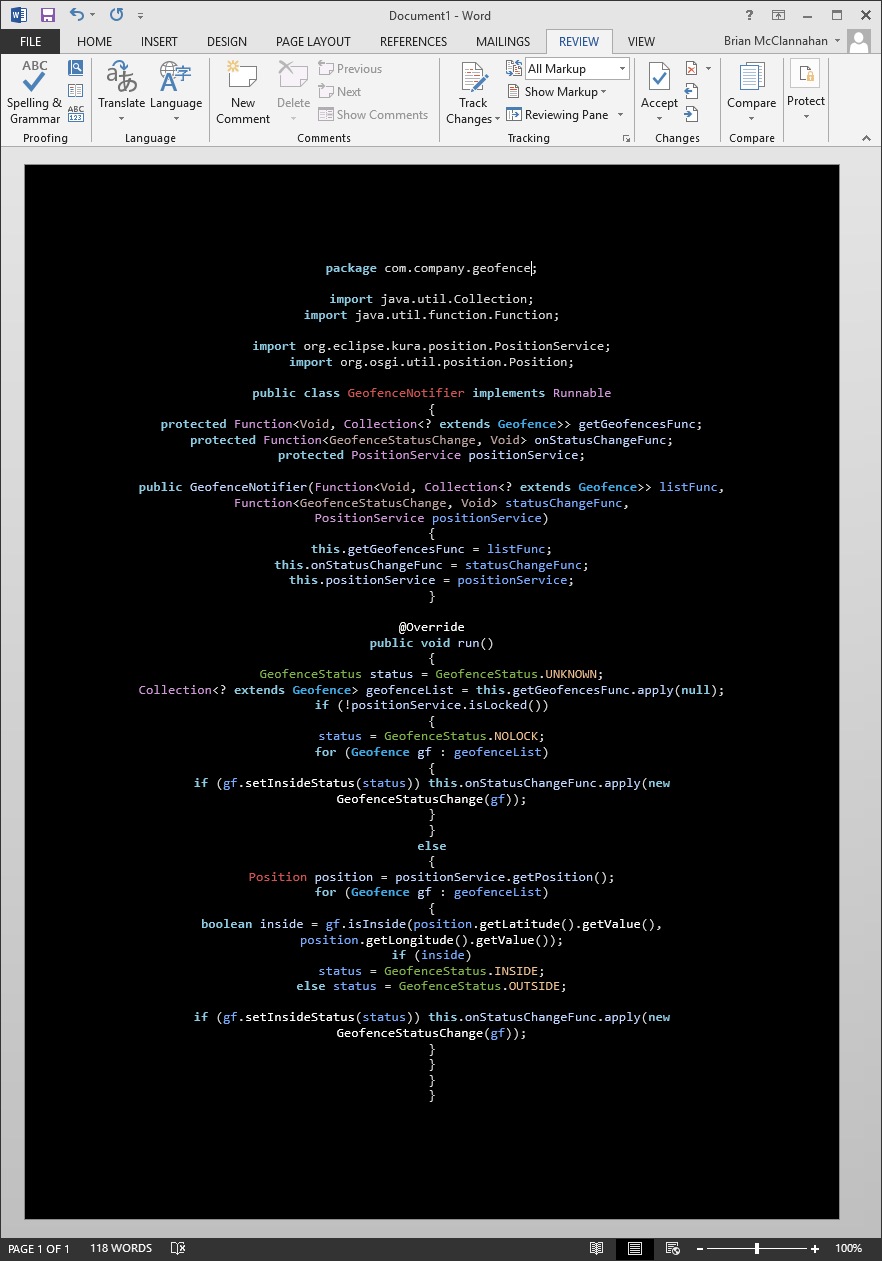 Document1 - Word
FILE HOME INSERT DESIGN PAGE LAYOUT REFERENCES MAILINGS REVIEW VIEW Brian McClannahan
ABC
Spelling & Grammar
ABC
123
Proofing
Translate
Language
Language
New Comment
Delete
Previous
Next
Show Comments
Comments
Track Changes
All Markup
Show Markup
Reviewing Pane
Tracking
Accept
Changes
Compare
Compare
Protect
package com.company.geofence;
import java.util.Collection;
import java.util.function.Function;
import org.eclipse.kura.position.PositionService;
import org.osgi.util.position.Position;
public class GeofenceNotifier implements Runnable
{
protected Function<Void, Collection<? extends Geofence>> getGeofencesFunc;
protected Function<GeofenceStatusChange, Void> onStatusChangeFunc;
protected PositionService positionService;
public GeofenceNotifier(Function<Void, Collection<? extends Geofence>> listFunc,
Function<GeofenceStatusChange, Void> statusChangeFunc,
PositionService positionService)
{
this.getGeofencesFunc = listFunc;
this.onStatusChangeFunc = statusChangeFunc;
this.positionService = positionService;
}
@Override
public void run()
{
GeofenceStatus status = GeofenceStatus.UNKNOWN;
Collection<? extends Geofence> geofenceList = this.getGeofencesFunc.apply(null);
if (!positionService.isLocked())
{
status = GeofenceStatus.NOLOCK;
for (Geofence gf : geofenceList)
{
if (gf.setInsideStatus(status)) this.onStatusChangeFunc.apply(new
GeofenceStatusChange(gf));
}
}
else
{
Position position = positionService.getPosition();
for (Geofence gf : geofenceList)
{
boolean inside = gf.isInside(position.getLatitude().getValue(),
position.getLongitude().getValue());
if (inside)
status = GeofenceStatus.INSIDE;
else status = GeofenceStatus.OUTSIDE;
if (gf.setInsideStatus(status)) this.onStatusChangeFunc.apply(new
GeofenceStatusChange(gf));
}
}
}
}
PAGE 1 OF 1 118 WORDS 100%